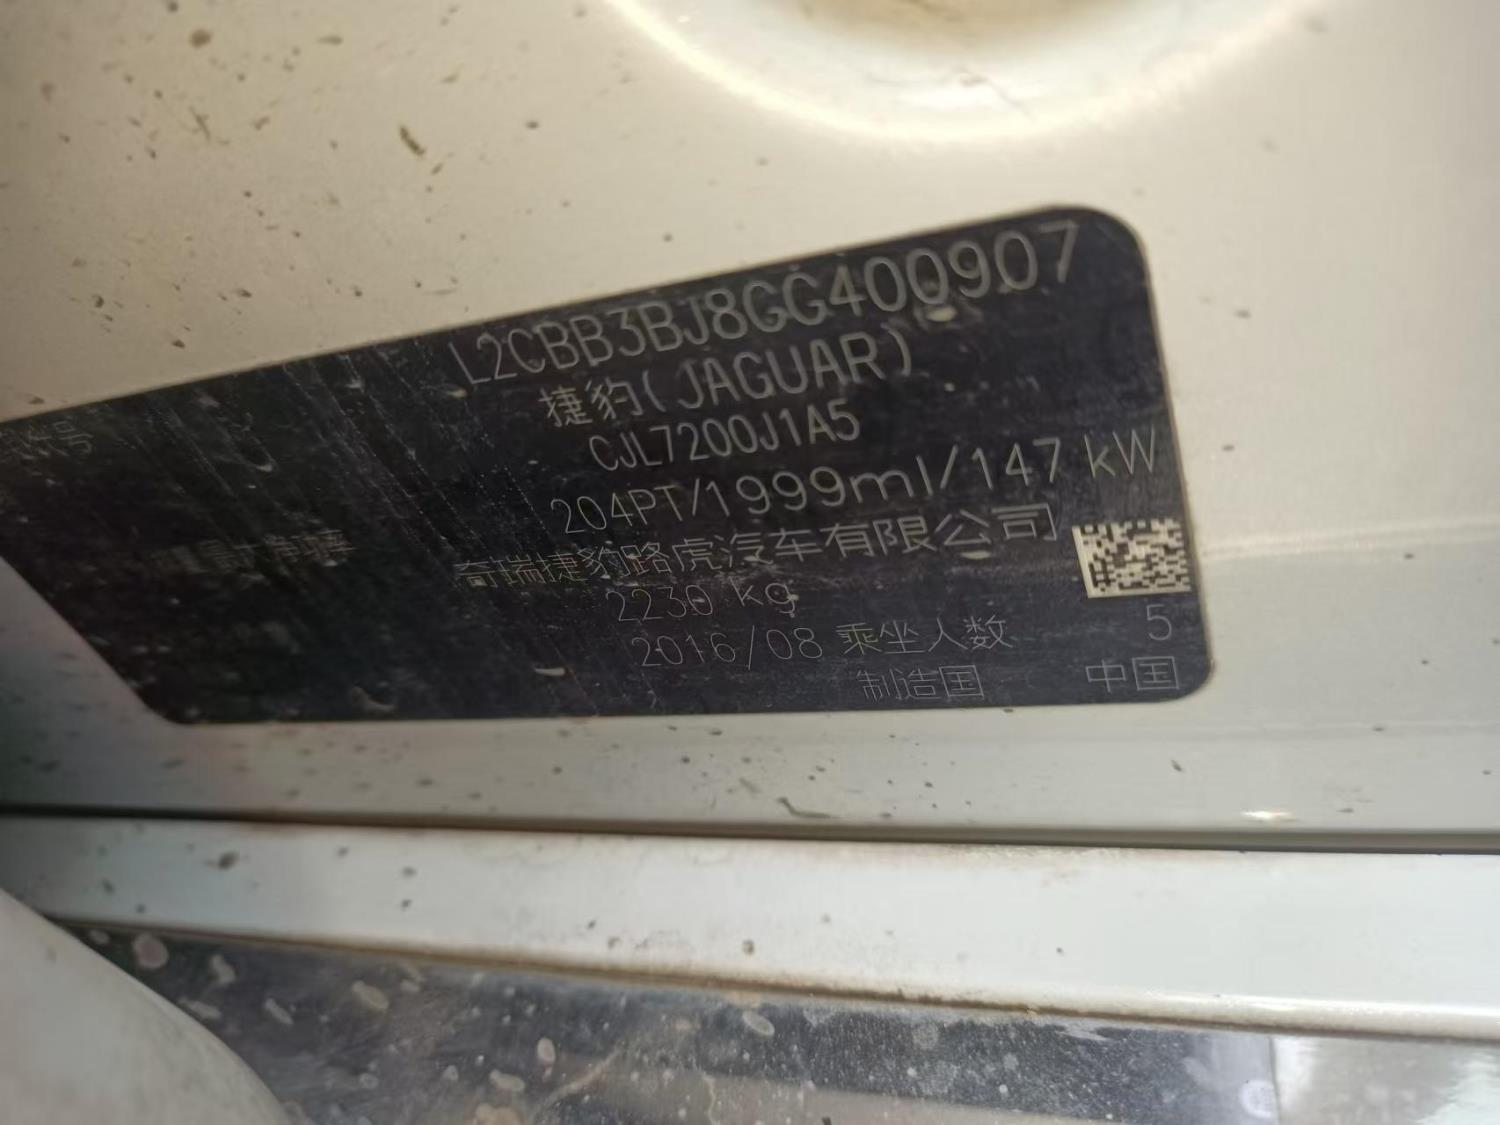 L2CBB3BJ8GG400907
捷豹(JAGUAR)
CJL7200J1A5
204PT/1999ml/147 kW
奇瑞捷豹路虎汽车有限公司
2230 kg
2016/08 乘坐人数 5
制造国 中国